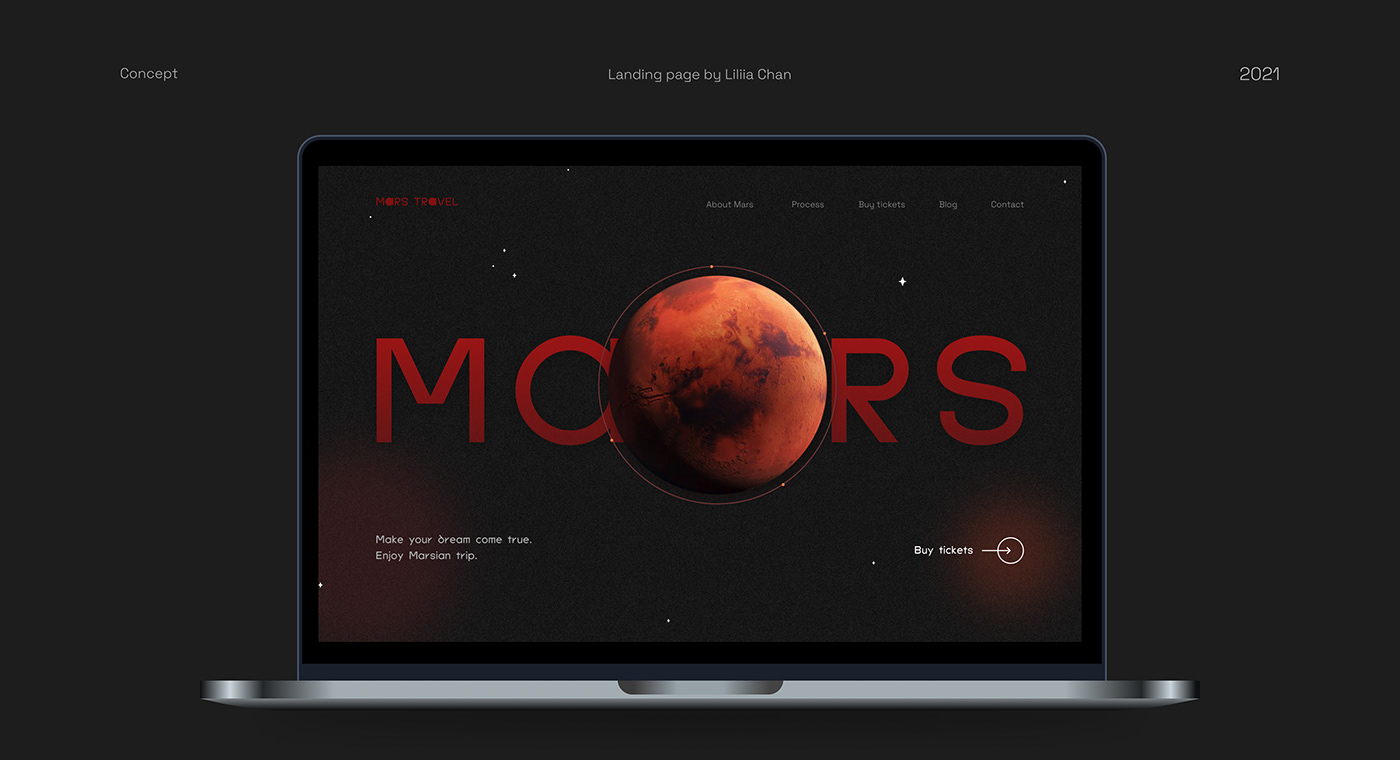 Concept
Landing page by Liliia Chan
2021
MARS TRAVEL
About Mars
Process
Buy tickets
Blog
Contact
MARS
Make your dream come true.
Enjoy Marsian trip.
Buy tickets